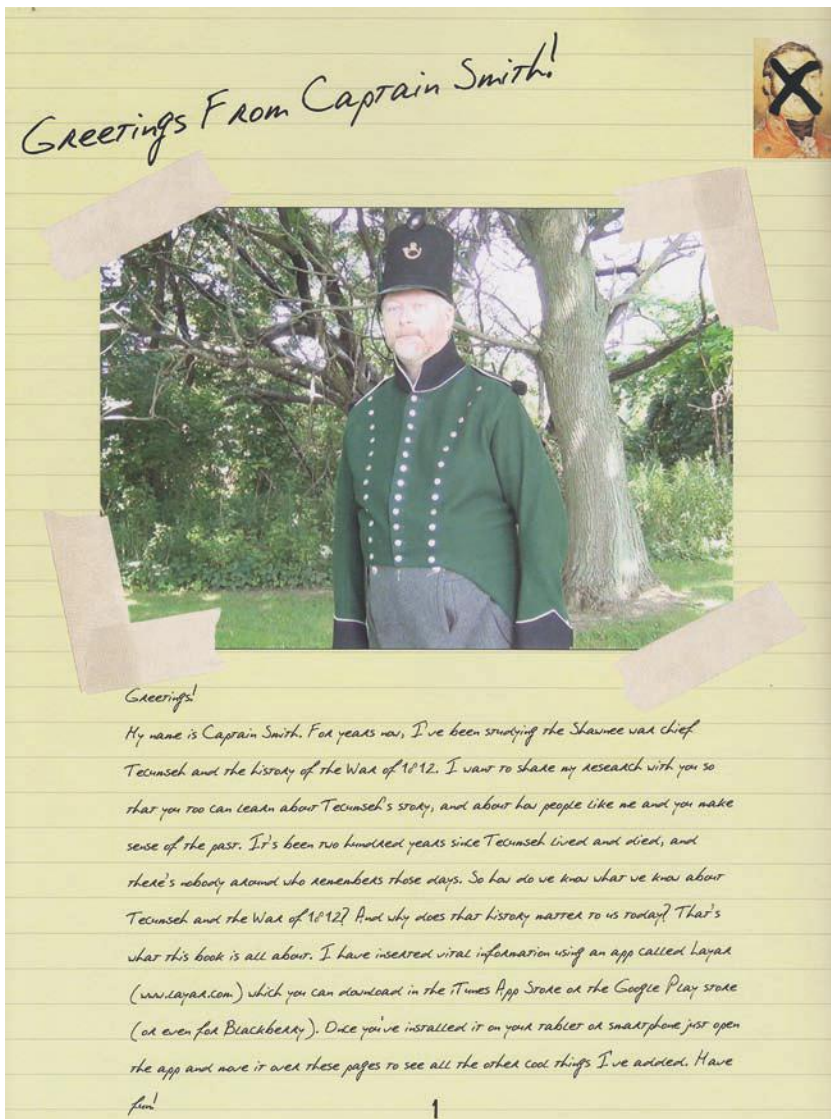 Greetings From Captain Smith!
Greetings!
My name is Captain Smith. For years now, I've been studying the Shawnee war chief
Tecumseh and the history of the War of 1812. I want to share my research with you so
that you too can learn about Tecumseh's story, and about how people like me and you make
sense of the past. It's been two hundred years since Tecumseh lived and died, and
there's nobody around who remembers those days. So how do we know what we know about
Tecumseh and the War of 1812? And why does that history matter to us today? That's
what this book is all about. I have inserted vital information using an app called Layar
(www.layar.com) which you can download in the iTunes App Store or the Google Play store
(or even for Blackberry). Once you've installed it on your tablet or smartphone just open
the app and move it over these pages to see all the other cool things I've added. Have
fun!
1